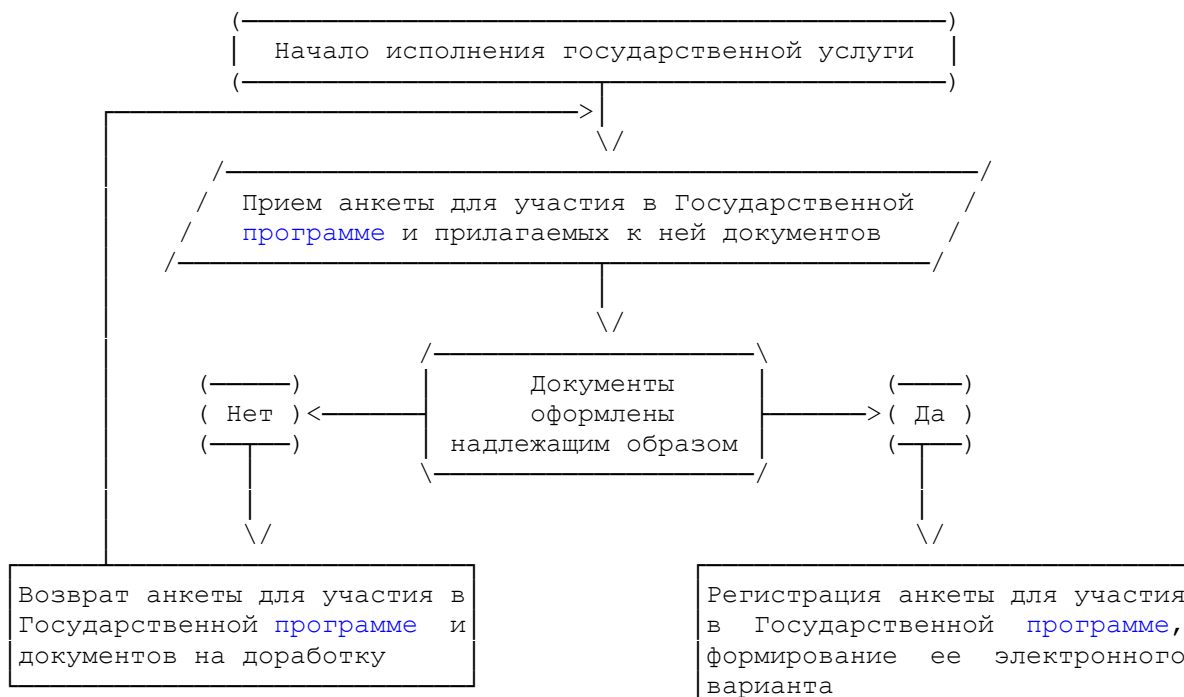 Начало исполнения государственной услуги
Прием анкеты для участия в Государственной
программе и прилагаемых к ней документов
Документы
оформлены
надлежащим образом
Нет
Да
Возврат анкеты для участия в
Государственной программе и
документов на доработку
Регистрация анкеты для участия
в Государственной программе,
формирование ее электронного
варианта